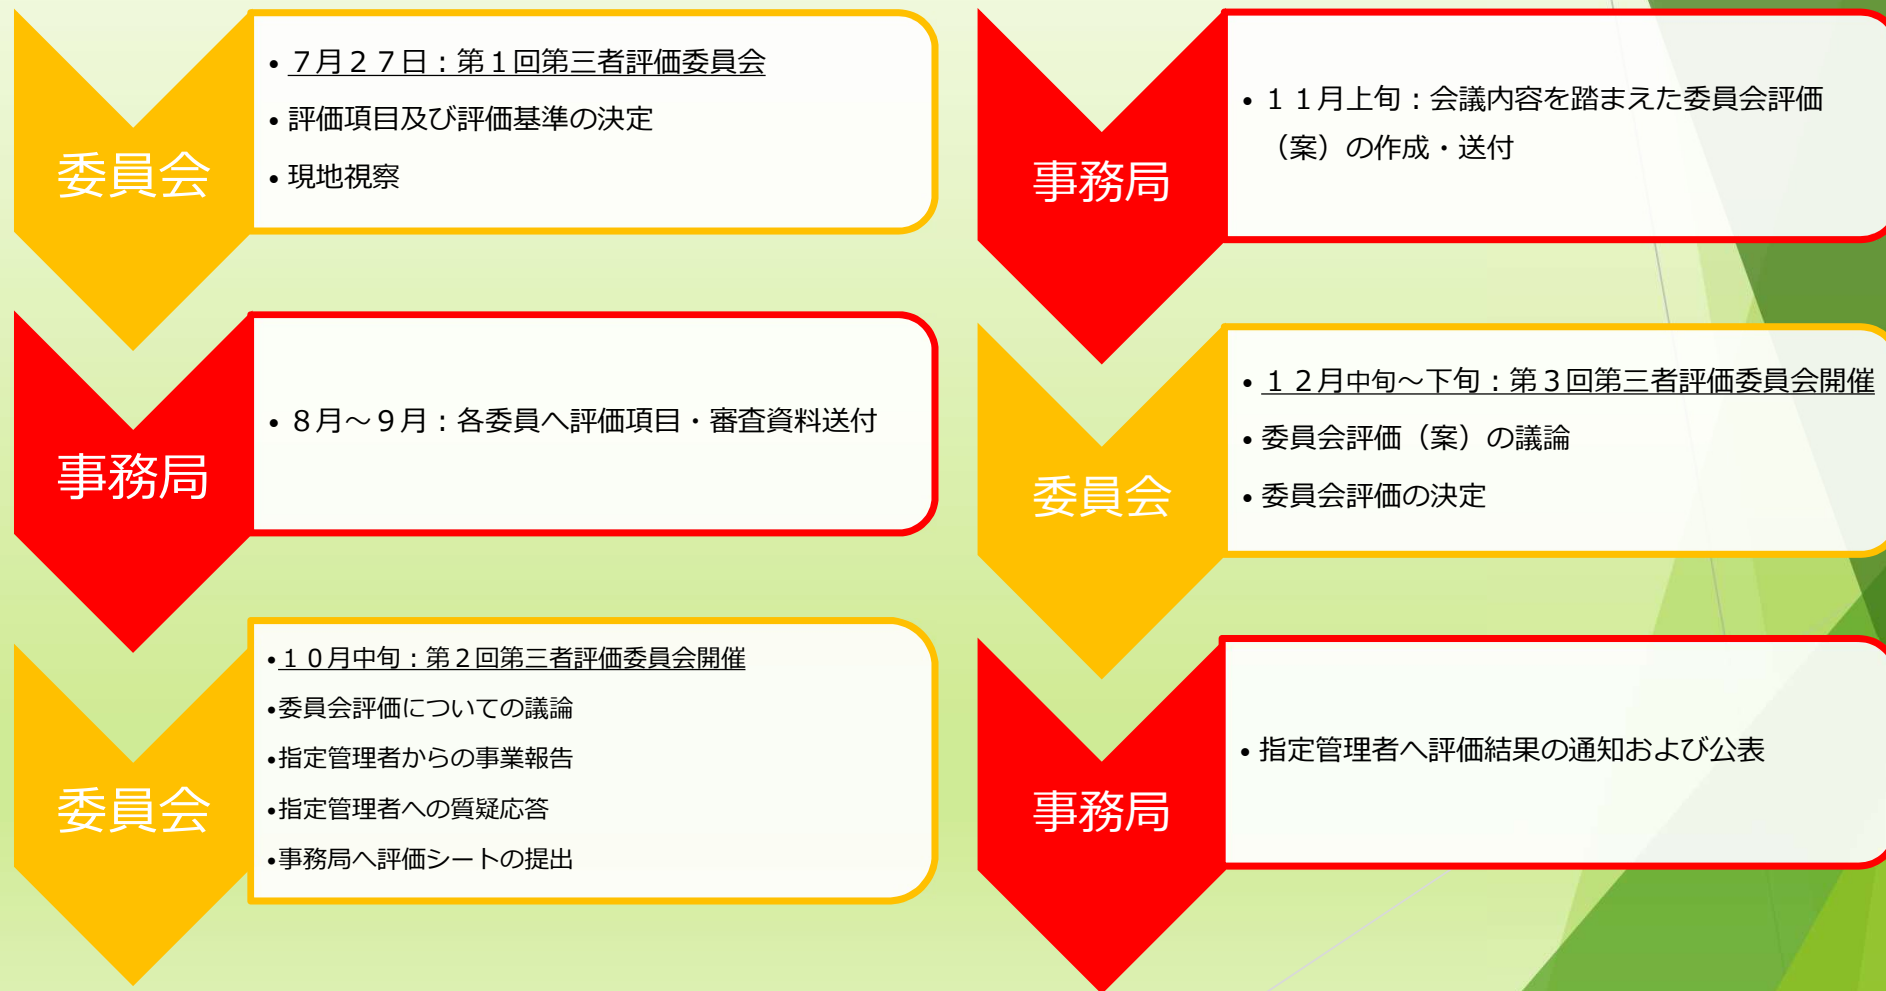 委員会
• ７月２７日：第１回第三者評価委員会
• 評価項目及び評価基準の決定
• 現地視察
事務局
• ８月～９月：各委員へ評価項目・審査資料送付
委員会
•１０月中旬：第２回第三者評価委員会開催
•委員会評価についての議論
•指定管理者からの事業報告
•指定管理者への質疑応答
•事務局へ評価シートの提出
事務局
• １１月上旬：会議内容を踏まえた委員会評価
（案）の作成・送付
委員会
• １２月中旬～下旬：第３回第三者評価委員会開催
• 委員会評価（案）の議論
• 委員会評価の決定
事務局
• 指定管理者へ評価結果の通知および公表